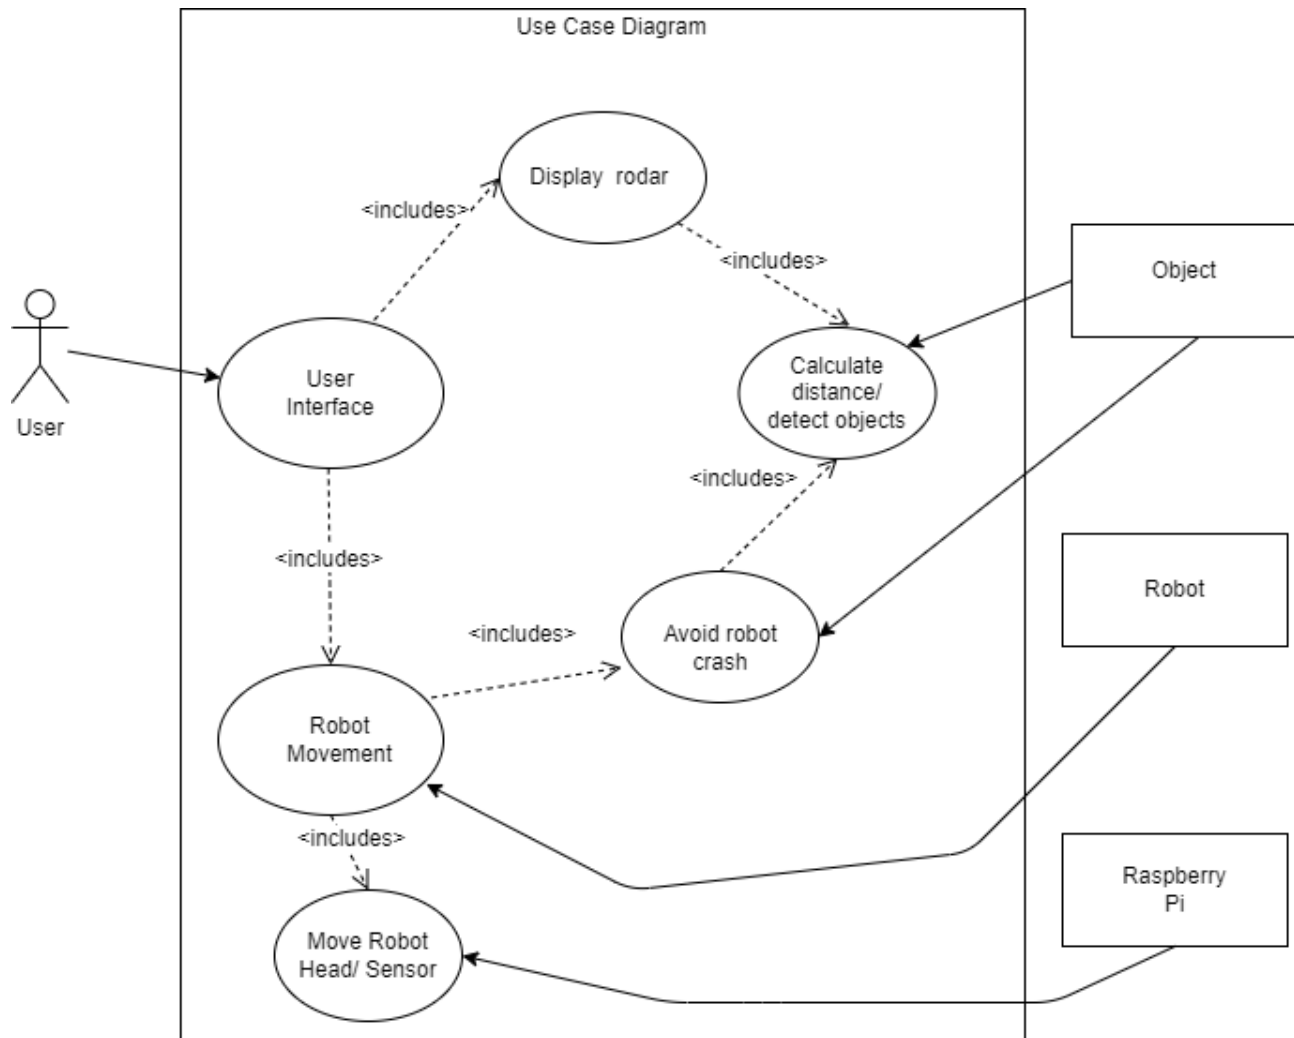 Use Case Diagram
Display rodar
<includes>
<includes>
Object
User
Interface
Calculate
distance/
detect objects
User
<includes>
<includes>
Robot
<includes>
Avoid robot
crash
Robot
Movement
<includes>
Raspberry
Pi
Move Robot
Head/ Sensor